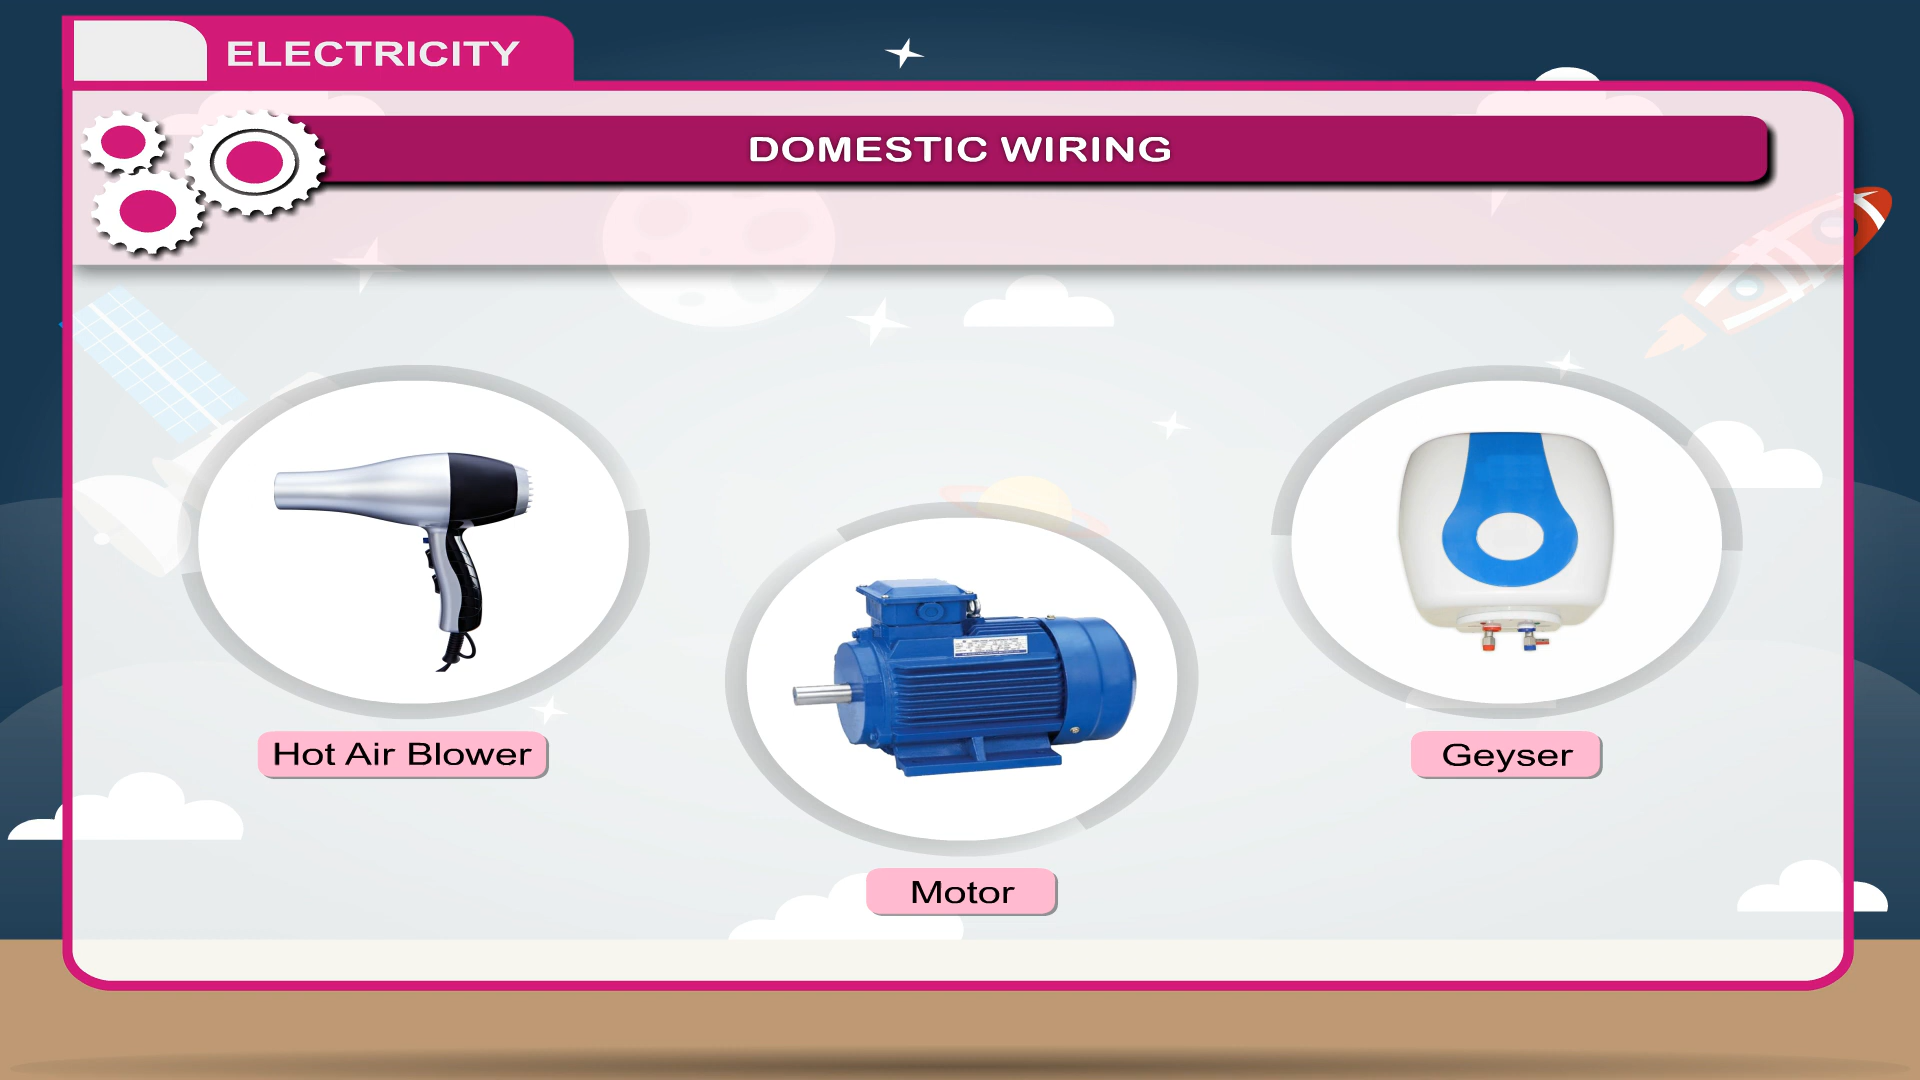 ELECTRICITY
DOMESTIC WIRING
Hot Air Blower
Motor
Geyser